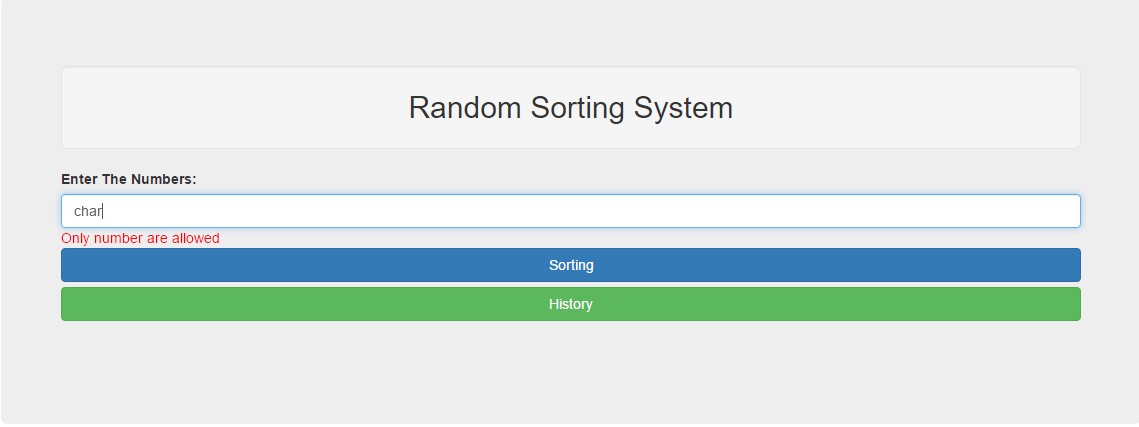 Random Sorting System
Enter The Numbers:
char
Only number are allowed
Sorting
History